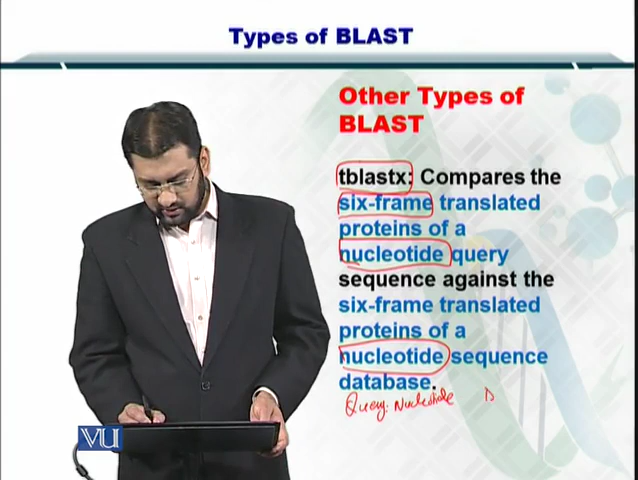 Types of BLAST
Other Types of
BLAST
tblastx: Compares the
six-frame translated
proteins of a
nucleotide query
sequence against the
six-frame translated
proteins of a
nucleotide sequence
database.
Query: Nucleotide D
VU